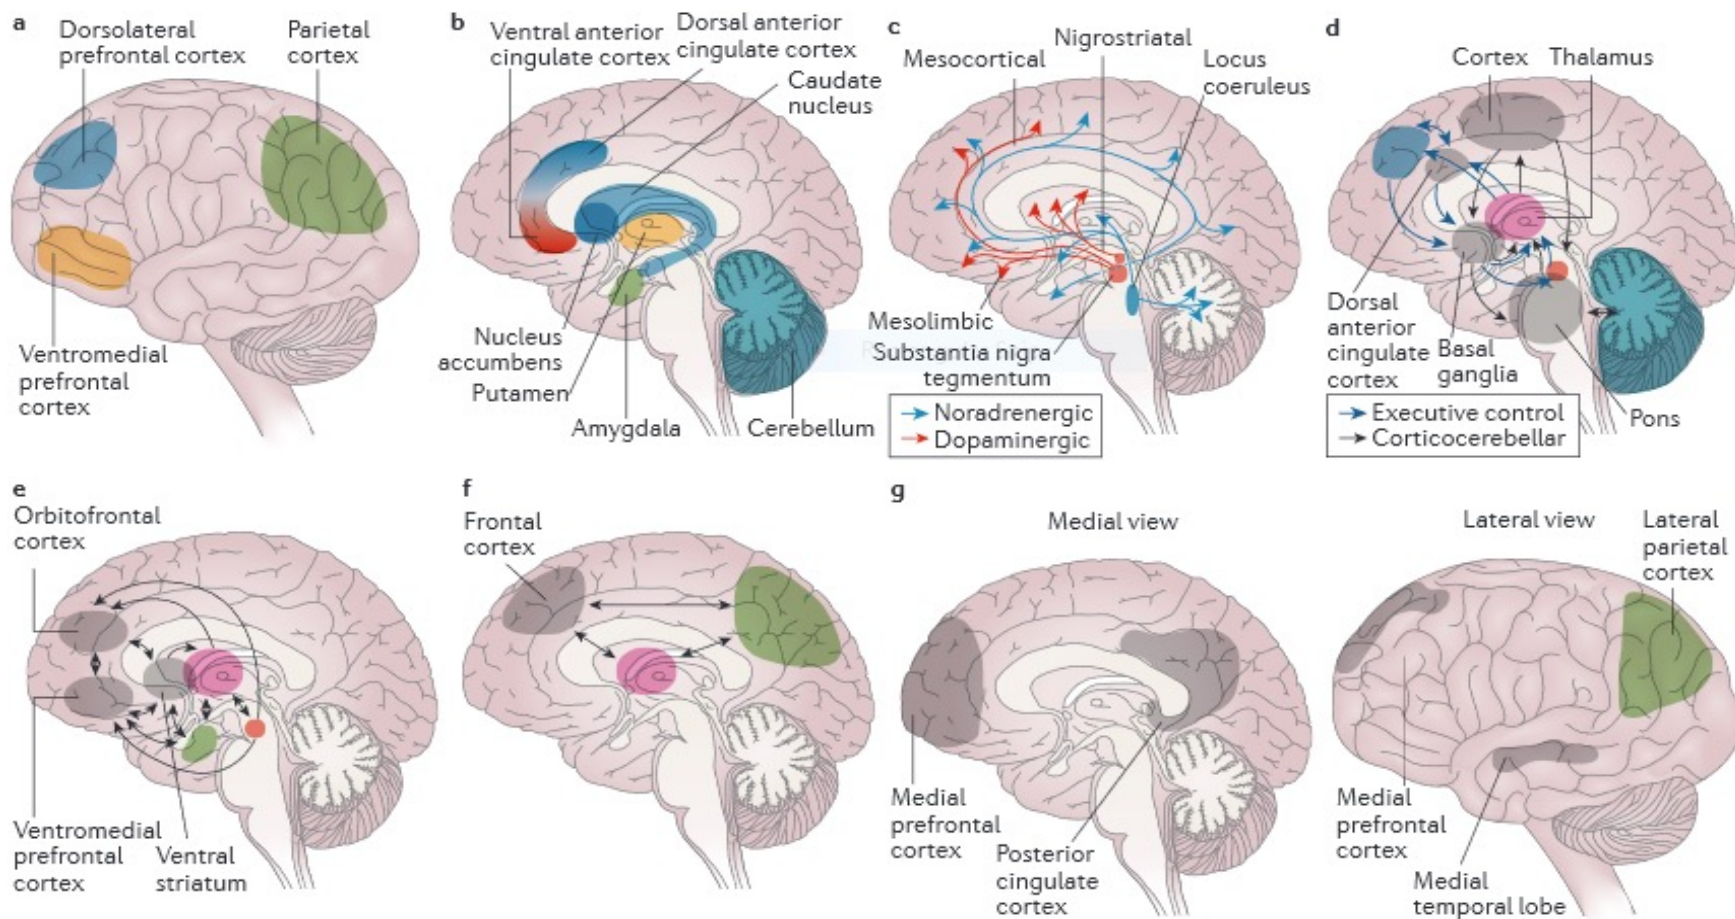 a
Dorsolateral
prefrontal cortex
Parietal
cortex
Ventromedial
prefrontal
cortex
b
Ventral anterior
cingulate cortex
Dorsal anterior
cingulate cortex
Caudate
nucleus
Nucleus
accumbens
Putamen
Amygdala
Cerebellum
c
Mesocortical
Nigrostriatal
Locus
coeruleus
Mesolimbic
Substantia nigra
tegmentum
Noradrenergic
Dopaminergic
d
Cortex
Thalamus
Dorsal
anterior
cingulate
cortex
Basal
ganglia
Pons
Executive control
Corticocerebellar
e
Orbitofrontal
cortex
Ventromedial
prefrontal
cortex
Ventral
striatum
f
Frontal
cortex
g
Medial view
Medial
prefrontal
cortex
Posterior
cingulate
cortex
Lateral view
Lateral
parietal
cortex
Medial
prefrontal
cortex
Medial
temporal lobe